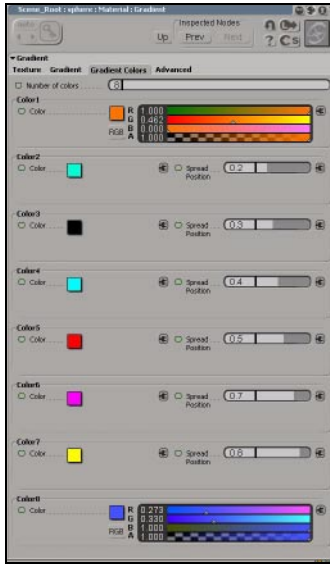 Scene_Root : sphere : Material : Gradient
Auto
Inspected Nodes
Up Prev Next
? CS
Gradient
Texture Gradient Gradient Colors Advanced
Number of colors 8
Color1
Color R 1.000
G 0.462
RGB B 0.000
A 1.000
Color2
Color Spread Position 0.2
Color3
Color Spread Position 0.3
Color4
Color Spread Position 0.4
Color5
Color Spread Position 0.5
Color6
Color Spread Position 0.7
Color7
Color Spread Position 0.8
Color8
Color R 0.273
G 0.330
RGB B 1.000
A 1.000